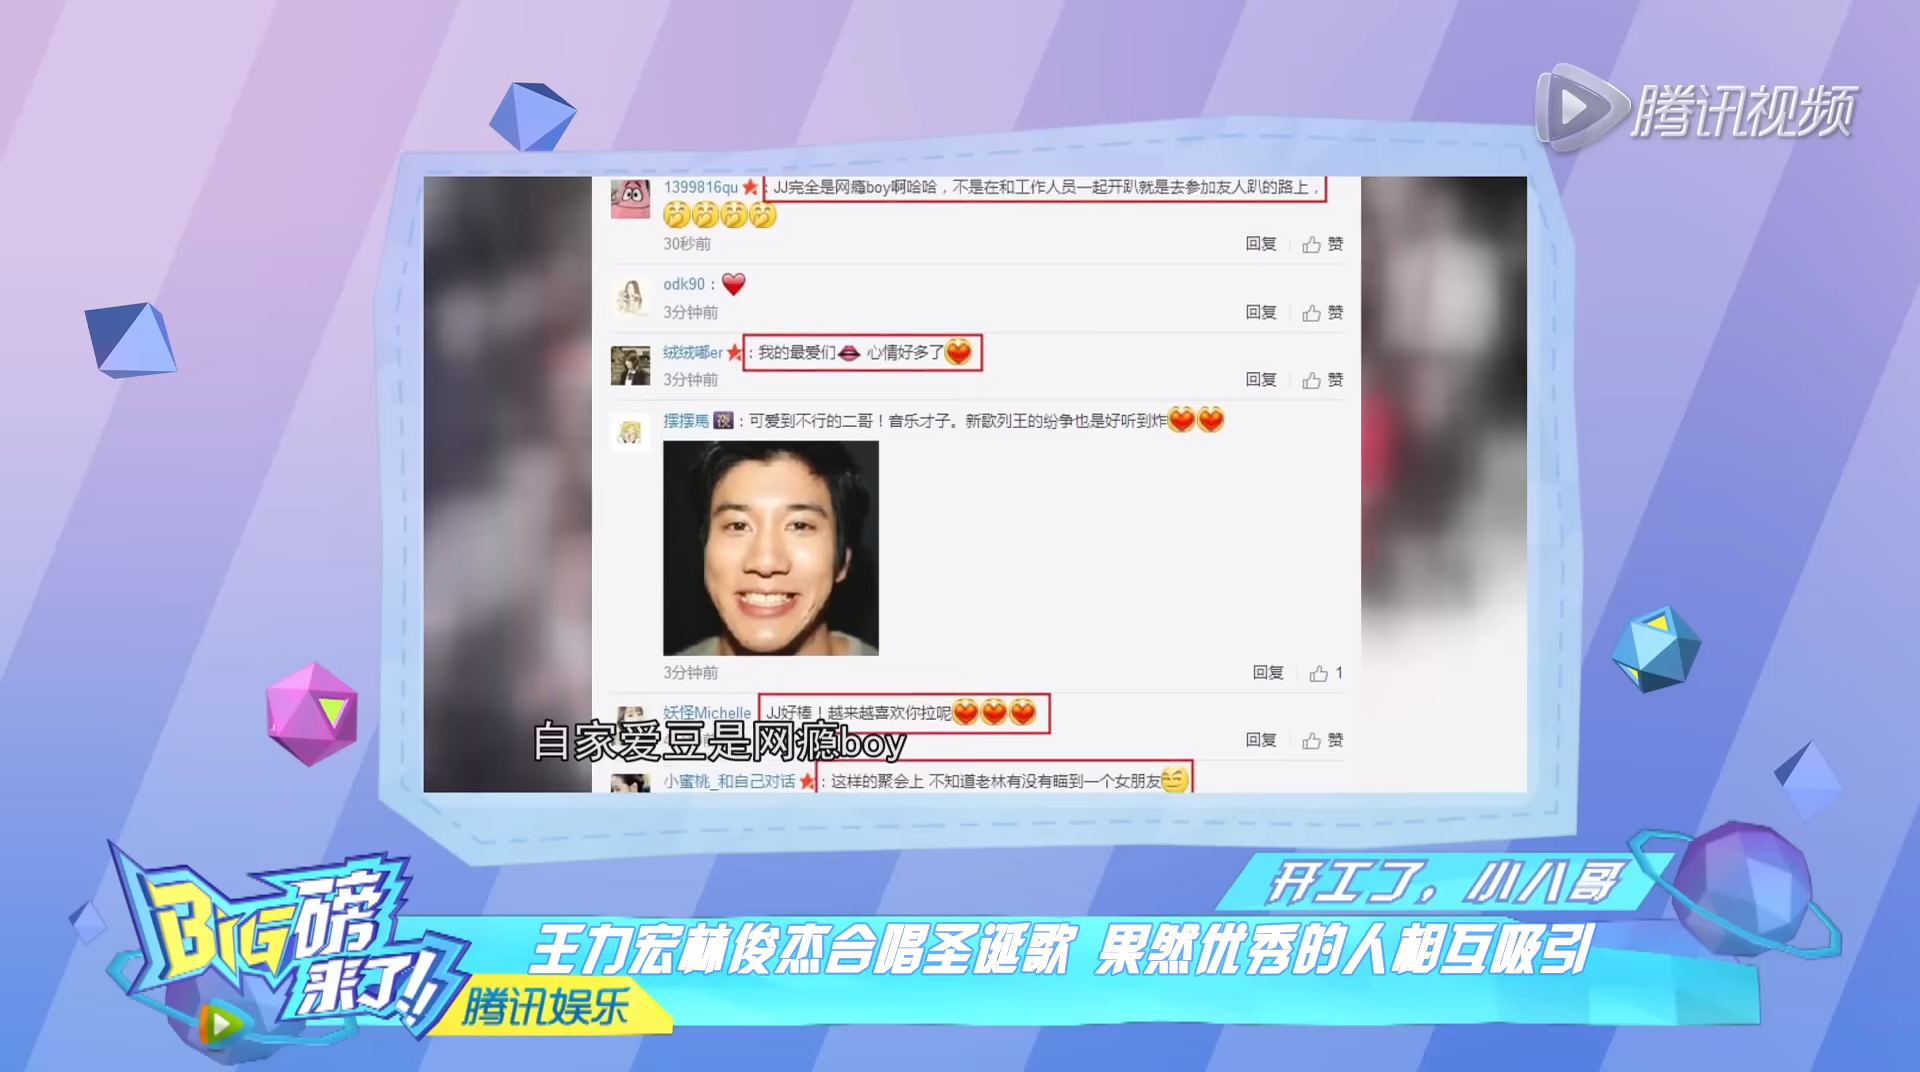 腾讯视频
1399816qu : JJ完全是网瘾boy啊哈哈，不是在和工作人员一起开趴就是去参加友人趴的路上，
30秒前 回复 赞
odk90 :
3分钟前 回复 赞
绒绒嘟er : 我的最爱们 心情好多了
3分钟前 回复 赞
摆摆馬 夜 : 可爱到不行的二哥！音乐才子。新歌列王的纷争也是好听到炸
3分钟前 回复 1
妖怪Michelle JJ好棒！越来越喜欢你拉呢
回复 赞
自家爱豆是网瘾boy
小蜜桃_和自己对话 : 这样的聚会上 不知道老林有没有瞄到一个女朋友
开工了，小八哥
BIG磅来了!!
王力宏林俊杰合唱圣诞歌 果然优秀的人相互吸引
腾讯娱乐